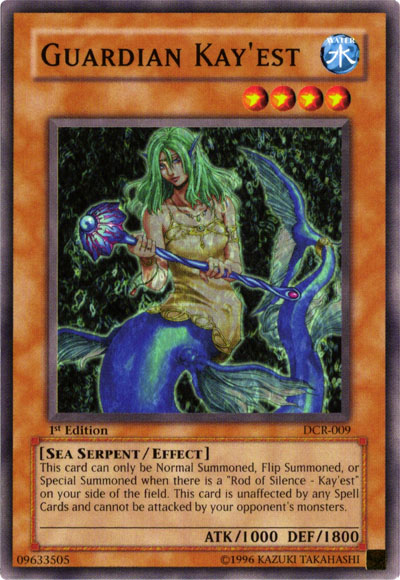 GUARDIAN KAY'EST
WATER
水
1st Edition
DCR-009
[SEA SERPENT/EFFECT]
This card can only be Normal Summoned, Flip Summoned, or
Special Summoned when there is a "Rod of Silence - Kay'est"
on your side of the field. This card is unaffected by any Spell
Cards and cannot be attacked by your opponent's monsters.
ATK/1000 DEF/1800
09633505
©1996 KAZUKI TAKAHASHI